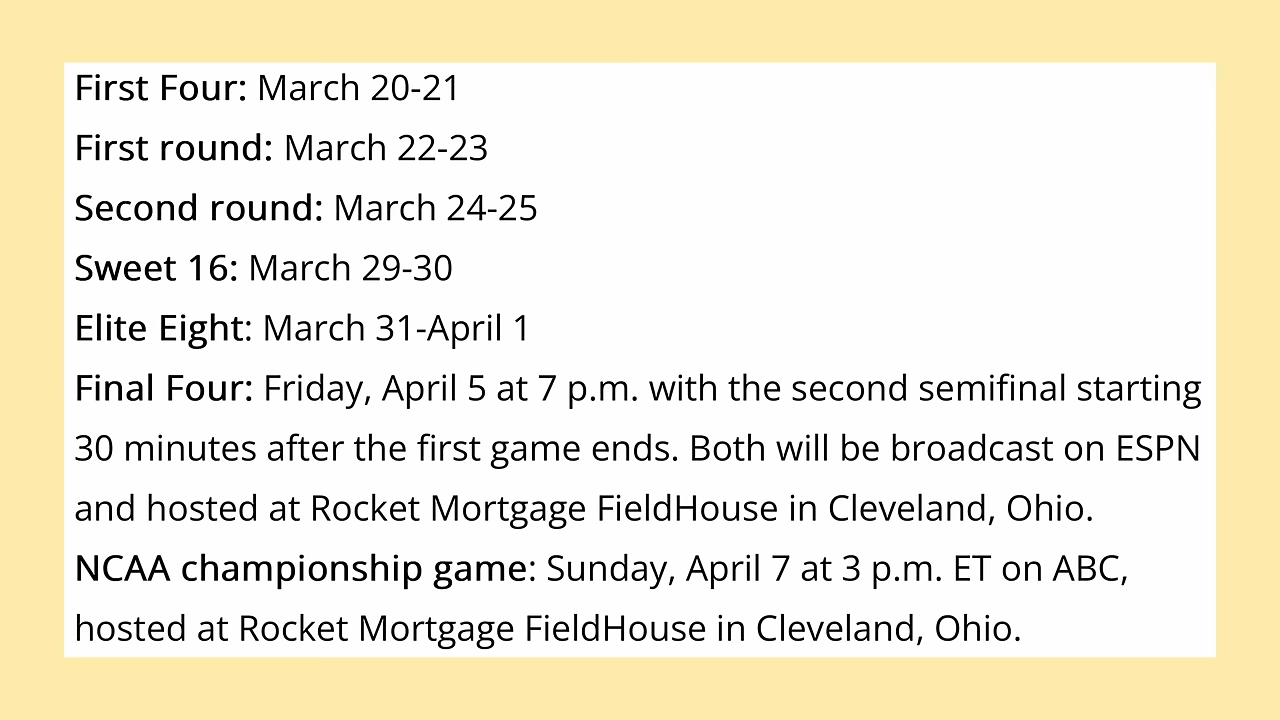 First Four: March 20-21
First round: March 22-23
Second round: March 24-25
Sweet 16: March 29-30
Elite Eight: March 31-April 1
Final Four: Friday, April 5 at 7 p.m. with the second semifinal starting
30 minutes after the first game ends. Both will be broadcast on ESPN
and hosted at Rocket Mortgage FieldHouse in Cleveland, Ohio.
NCAA championship game: Sunday, April 7 at 3 p.m. ET on ABC,
hosted at Rocket Mortgage FieldHouse in Cleveland, Ohio.